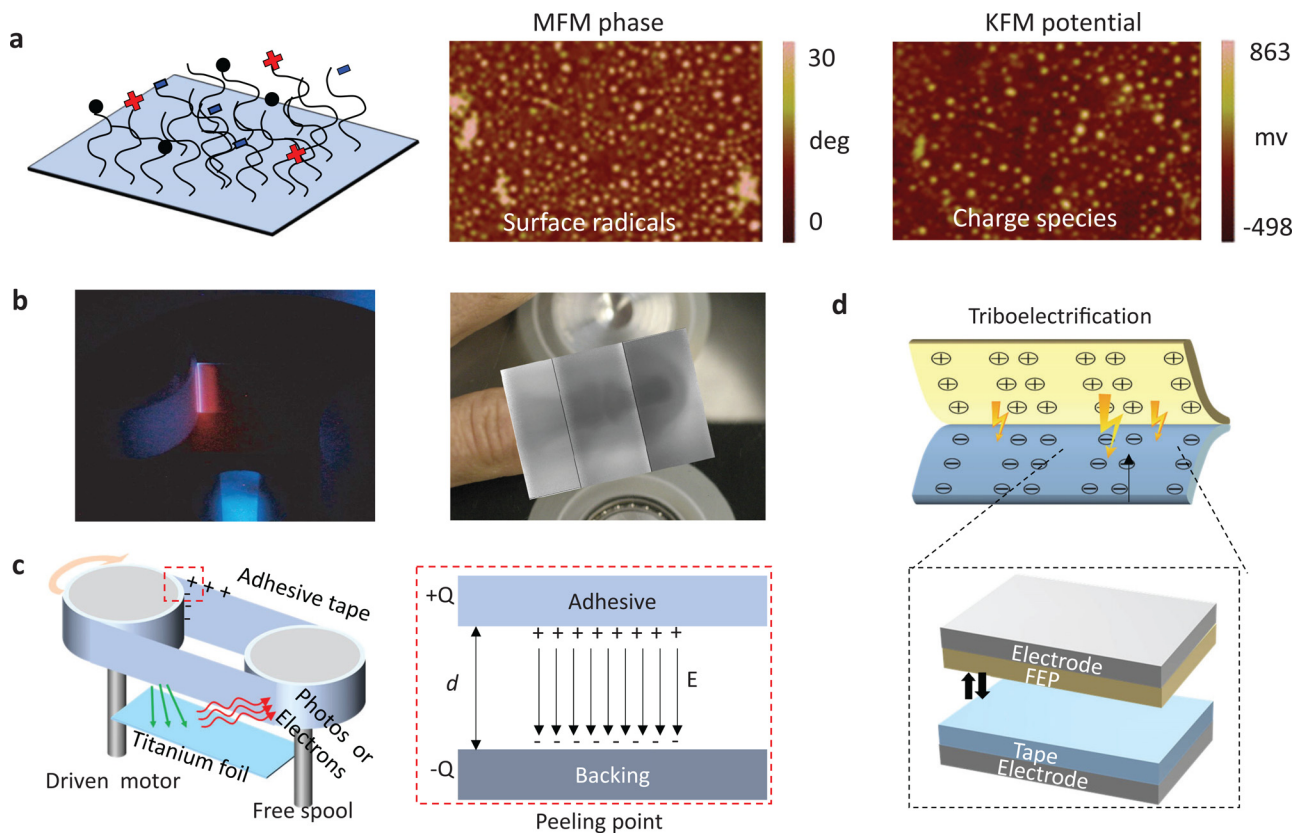 a
MFM phase
30
deg
0
Surface radicals
KFM potential
863
mv
-498
Charge species
b
c
+ + +
-
-
-
Adhesive tape
Photos or
Electrons
Titanium foil
Driven motor
Free spool
+Q
Adhesive
+ + + + + + + +
d
E
- - - - - - - -
-Q
Backing
Peeling point
d
Triboelectrification
Electrode
FEP
Tape
Electrode